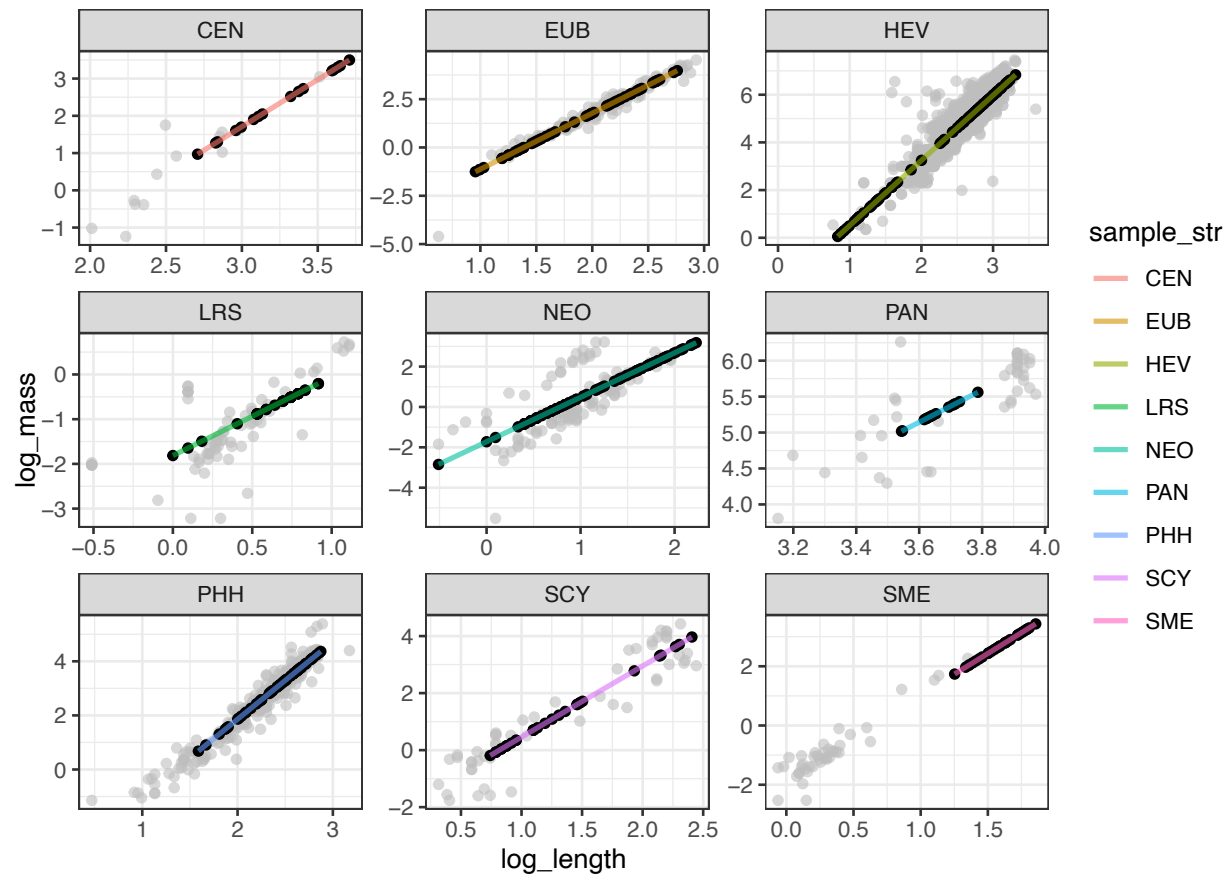 CEN EUB HEV
3
2
1
0
−1
2.5
0.0
−2.5
−5.0
6
4
2
0
2.0 2.5 3.0 3.5
1.0 1.5 2.0 2.5 3.0
0 1 2 3
LRS NEO PAN
0
−1
−2
−3
2
0
−2
−4
6.0
5.5
5.0
4.5
4.0
−0.5 0.0 0.5 1.0
0 1 2
3.2 3.4 3.6 3.8 4.0
PHH SCY SME
4
2
0
4
2
0
−2
2
0
−2
1 2 3
0.5 1.0 1.5 2.0 2.5
0.0 0.5 1.0 1.5
log_length
log_mass
sample_str
CEN
EUB
HEV
LRS
NEO
PAN
PHH
SCY
SME